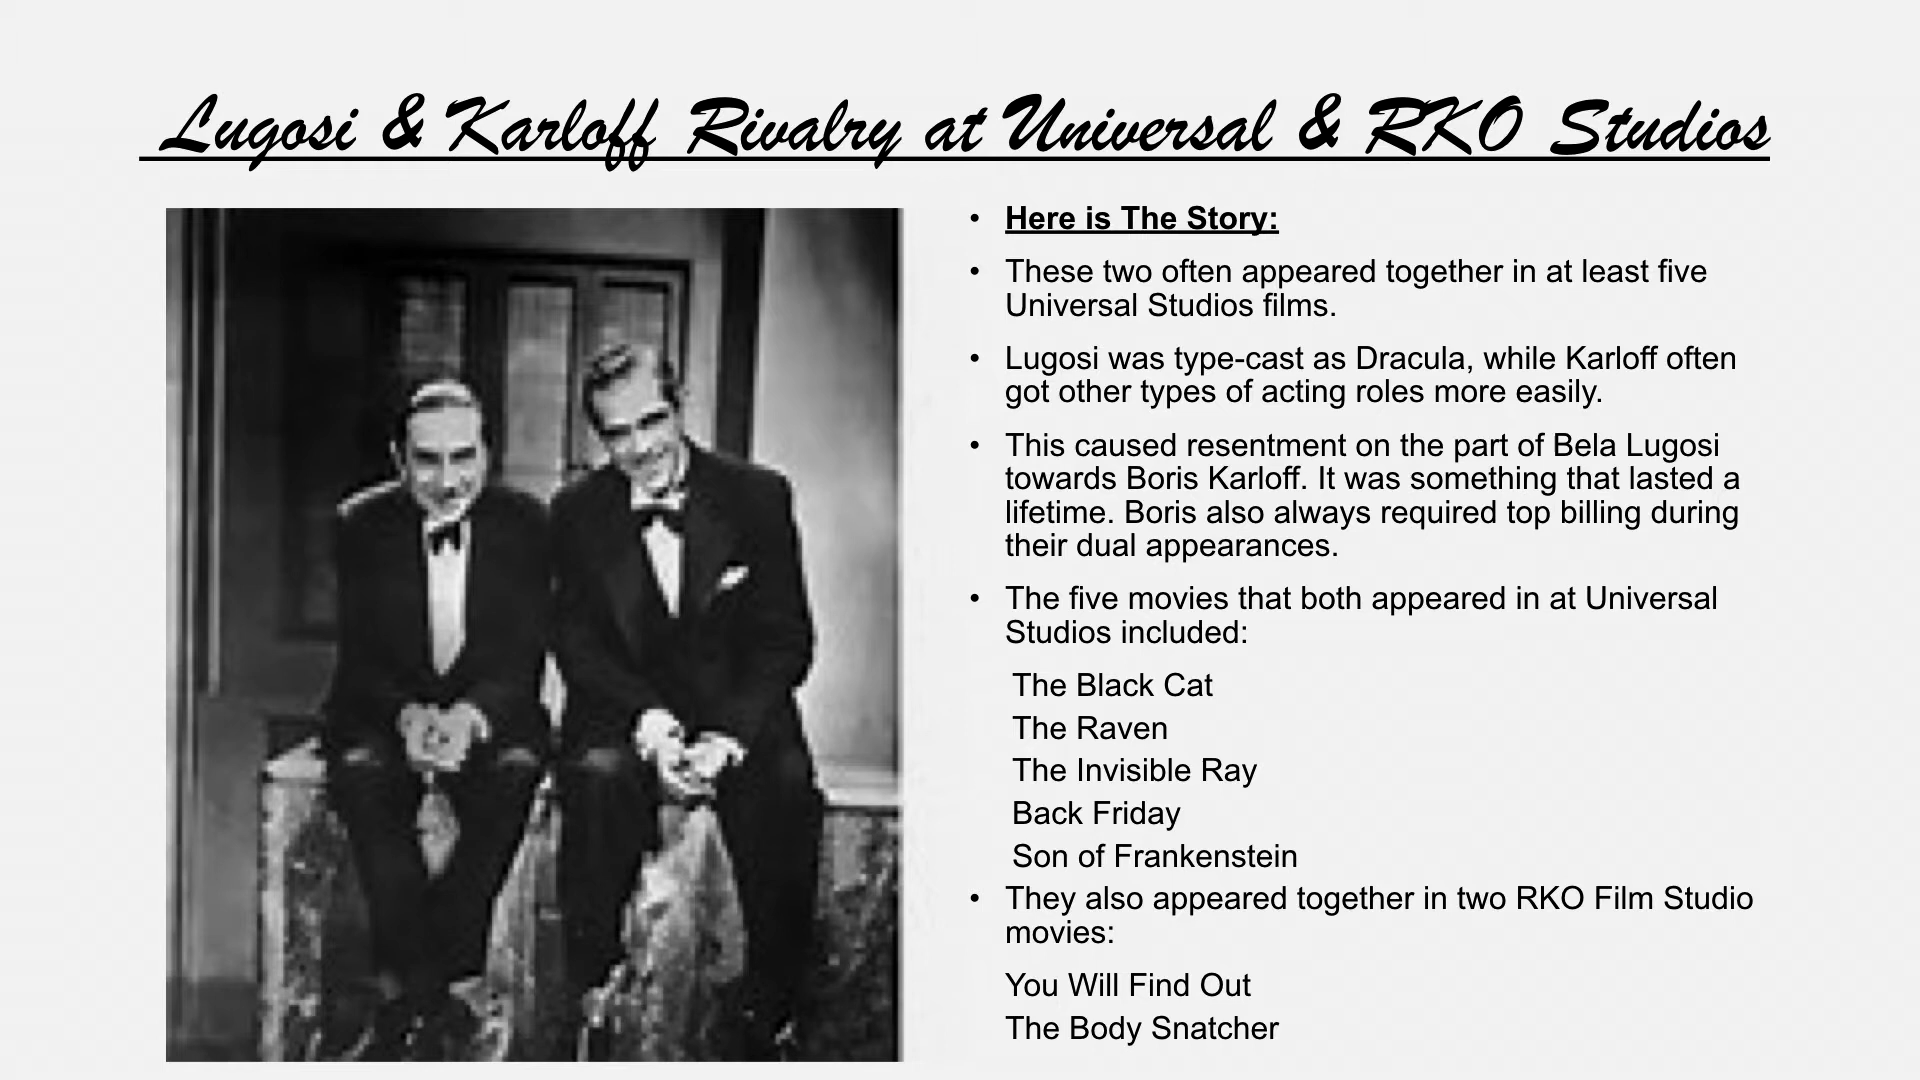 Lugosi & Karloff Rivalry at Universal & RKO Studios
• Here is The Story:
• These two often appeared together in at least five
Universal Studios films.
• Lugosi was type-cast as Dracula, while Karloff often
got other types of acting roles more easily.
• This caused resentment on the part of Bela Lugosi
towards Boris Karloff. It was something that lasted a
lifetime. Boris also always required top billing during
their dual appearances.
• The five movies that both appeared in at Universal
Studios included:
The Black Cat
The Raven
The Invisible Ray
Back Friday
Son of Frankenstein
• They also appeared together in two RKO Film Studio
movies:
You Will Find Out
The Body Snatcher